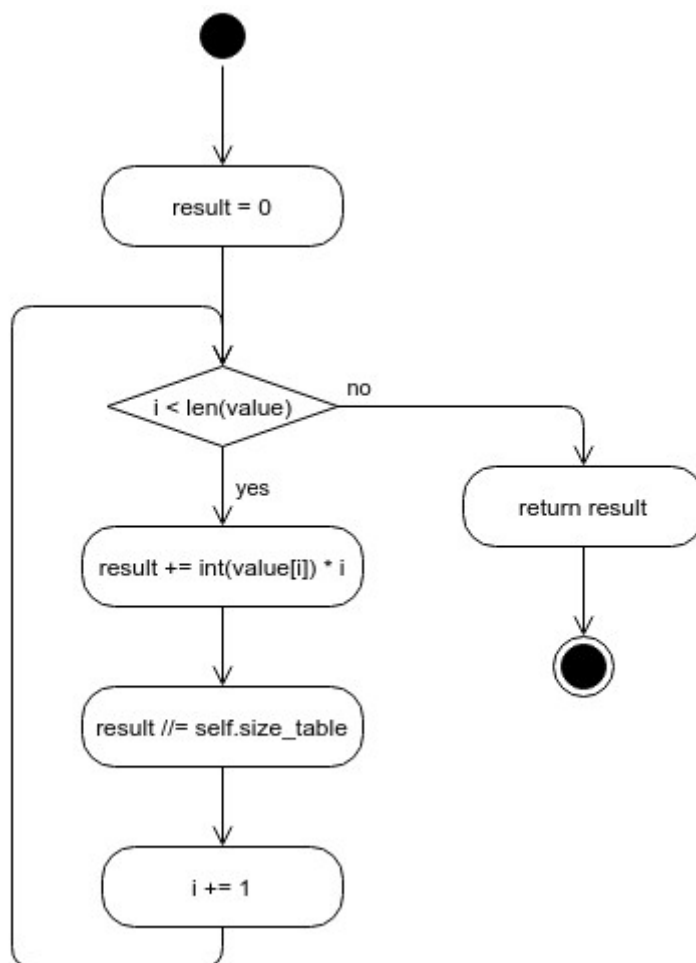 result = 0
i < len(value)
no
yes
return result
result += int(value[i]) * i
result //= self.size_table
i += 1